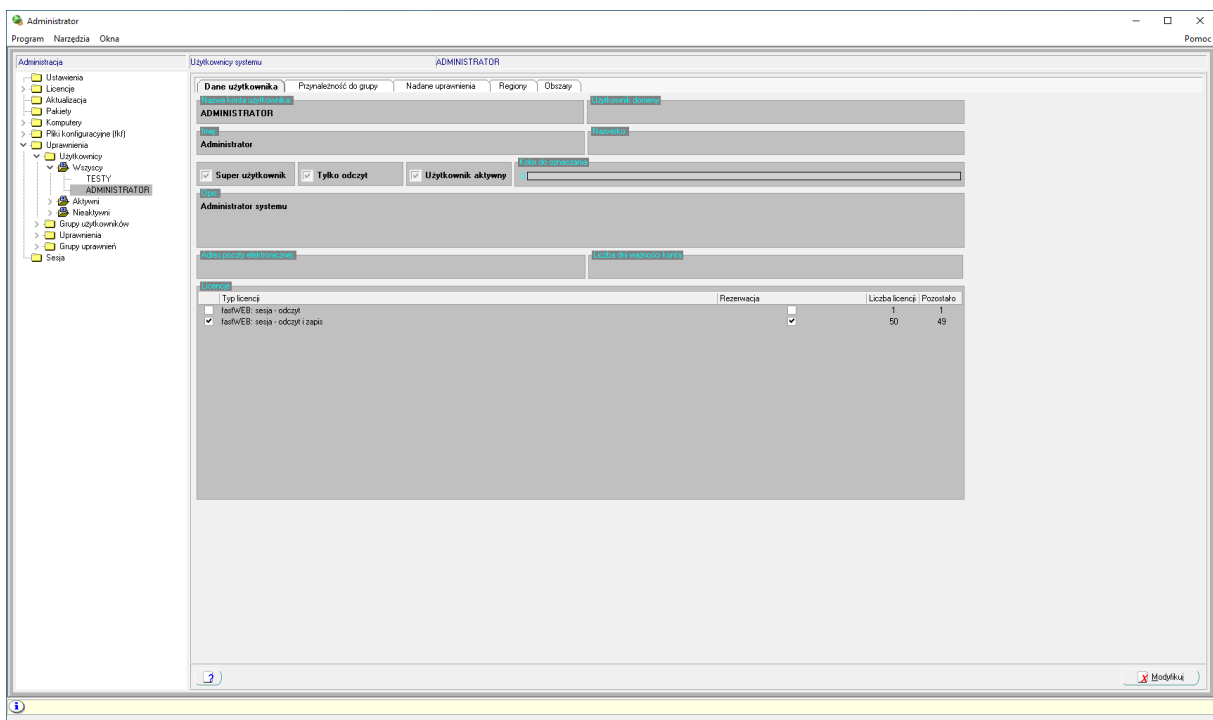 Administrator
Program Narzędzia Okna Pomoc
Administracja
Ustawienia
Licencje
Aktualizacja
Pakiety
Komputery
Pliki konfiguracyjne (fkf)
Uprawnienia
Użytkownicy
Wszyscy
TESTY
ADMINISTRATOR
Aktywni
Nieaktywni
Grupy użytkowników
Uprawnienia
Grupy uprawnień
Sesja
Użytkownicy systemu ADMINISTRATOR
Dane użytkownika Przynależność do grupy Nadane uprawnienia Regiony Obszary
Nazwa konta użytkownika Użytkownik domeny
ADMINISTRATOR
Imię Nazwisko
Administrator
Kolor do oznaczania
Super użytkownik Tylko odczyt Użytkownik aktywny
Opis
Administrator systemu
Adres poczty elektronicznej Liczba dni ważności konta
Licencje
Typ licencji Rezerwacja Liczba licencji Pozostało
fastWEB: sesja - odczyt 1 1
fastWEB: sesja - odczyt i zapis 50 49
Modyfikuj